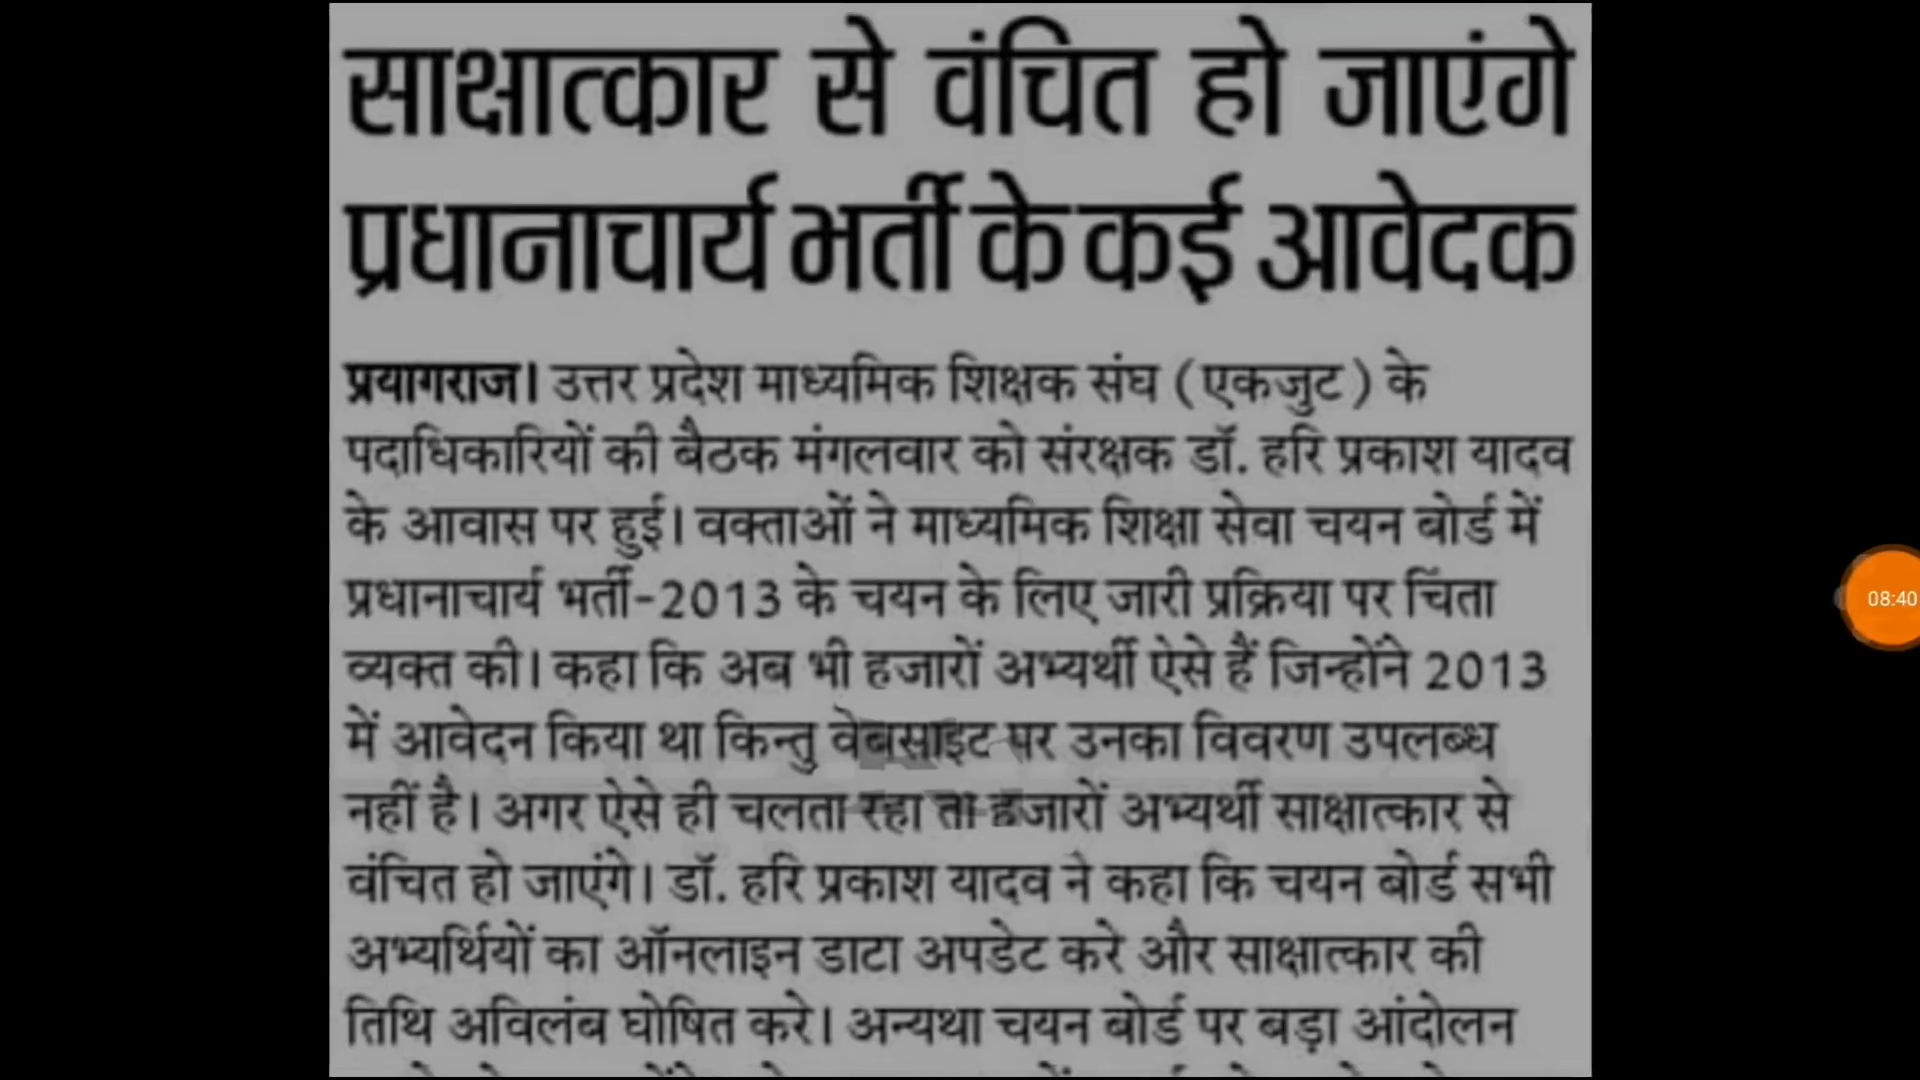 साक्षात्कार से वंचित हो जाएंगे
प्रधानाचार्य भर्ती के कई आवेदक
प्रयागराज। उत्तर प्रदेश माध्यमिक शिक्षक संघ (एकजुट) के
पदाधिकारियों की बैठक मंगलवार को संरक्षक डॉ. हरि प्रकाश यादव
के आवास पर हुई। वक्ताओं ने माध्यमिक शिक्षा सेवा चयन बोर्ड में
प्रधानाचार्य भर्ती-2013 के चयन के लिए जारी प्रक्रिया पर चिंता
व्यक्त की। कहा कि अब भी हजारों अभ्यर्थी ऐसे हैं जिन्होंने 2013
में आवेदन किया था किन्तु वेबसाइट पर उनका विवरण उपलब्ध
नहीं है। अगर ऐसे ही चलता रहा तो हजारों अभ्यर्थी साक्षात्कार से
वंचित हो जाएंगे। डॉ. हरि प्रकाश यादव ने कहा कि चयन बोर्ड सभी
अभ्यर्थियों का ऑनलाइन डाटा अपडेट करे और साक्षात्कार की
तिथि अविलंब घोषित करे। अन्यथा चयन बोर्ड पर बड़ा आंदोलन
08:40